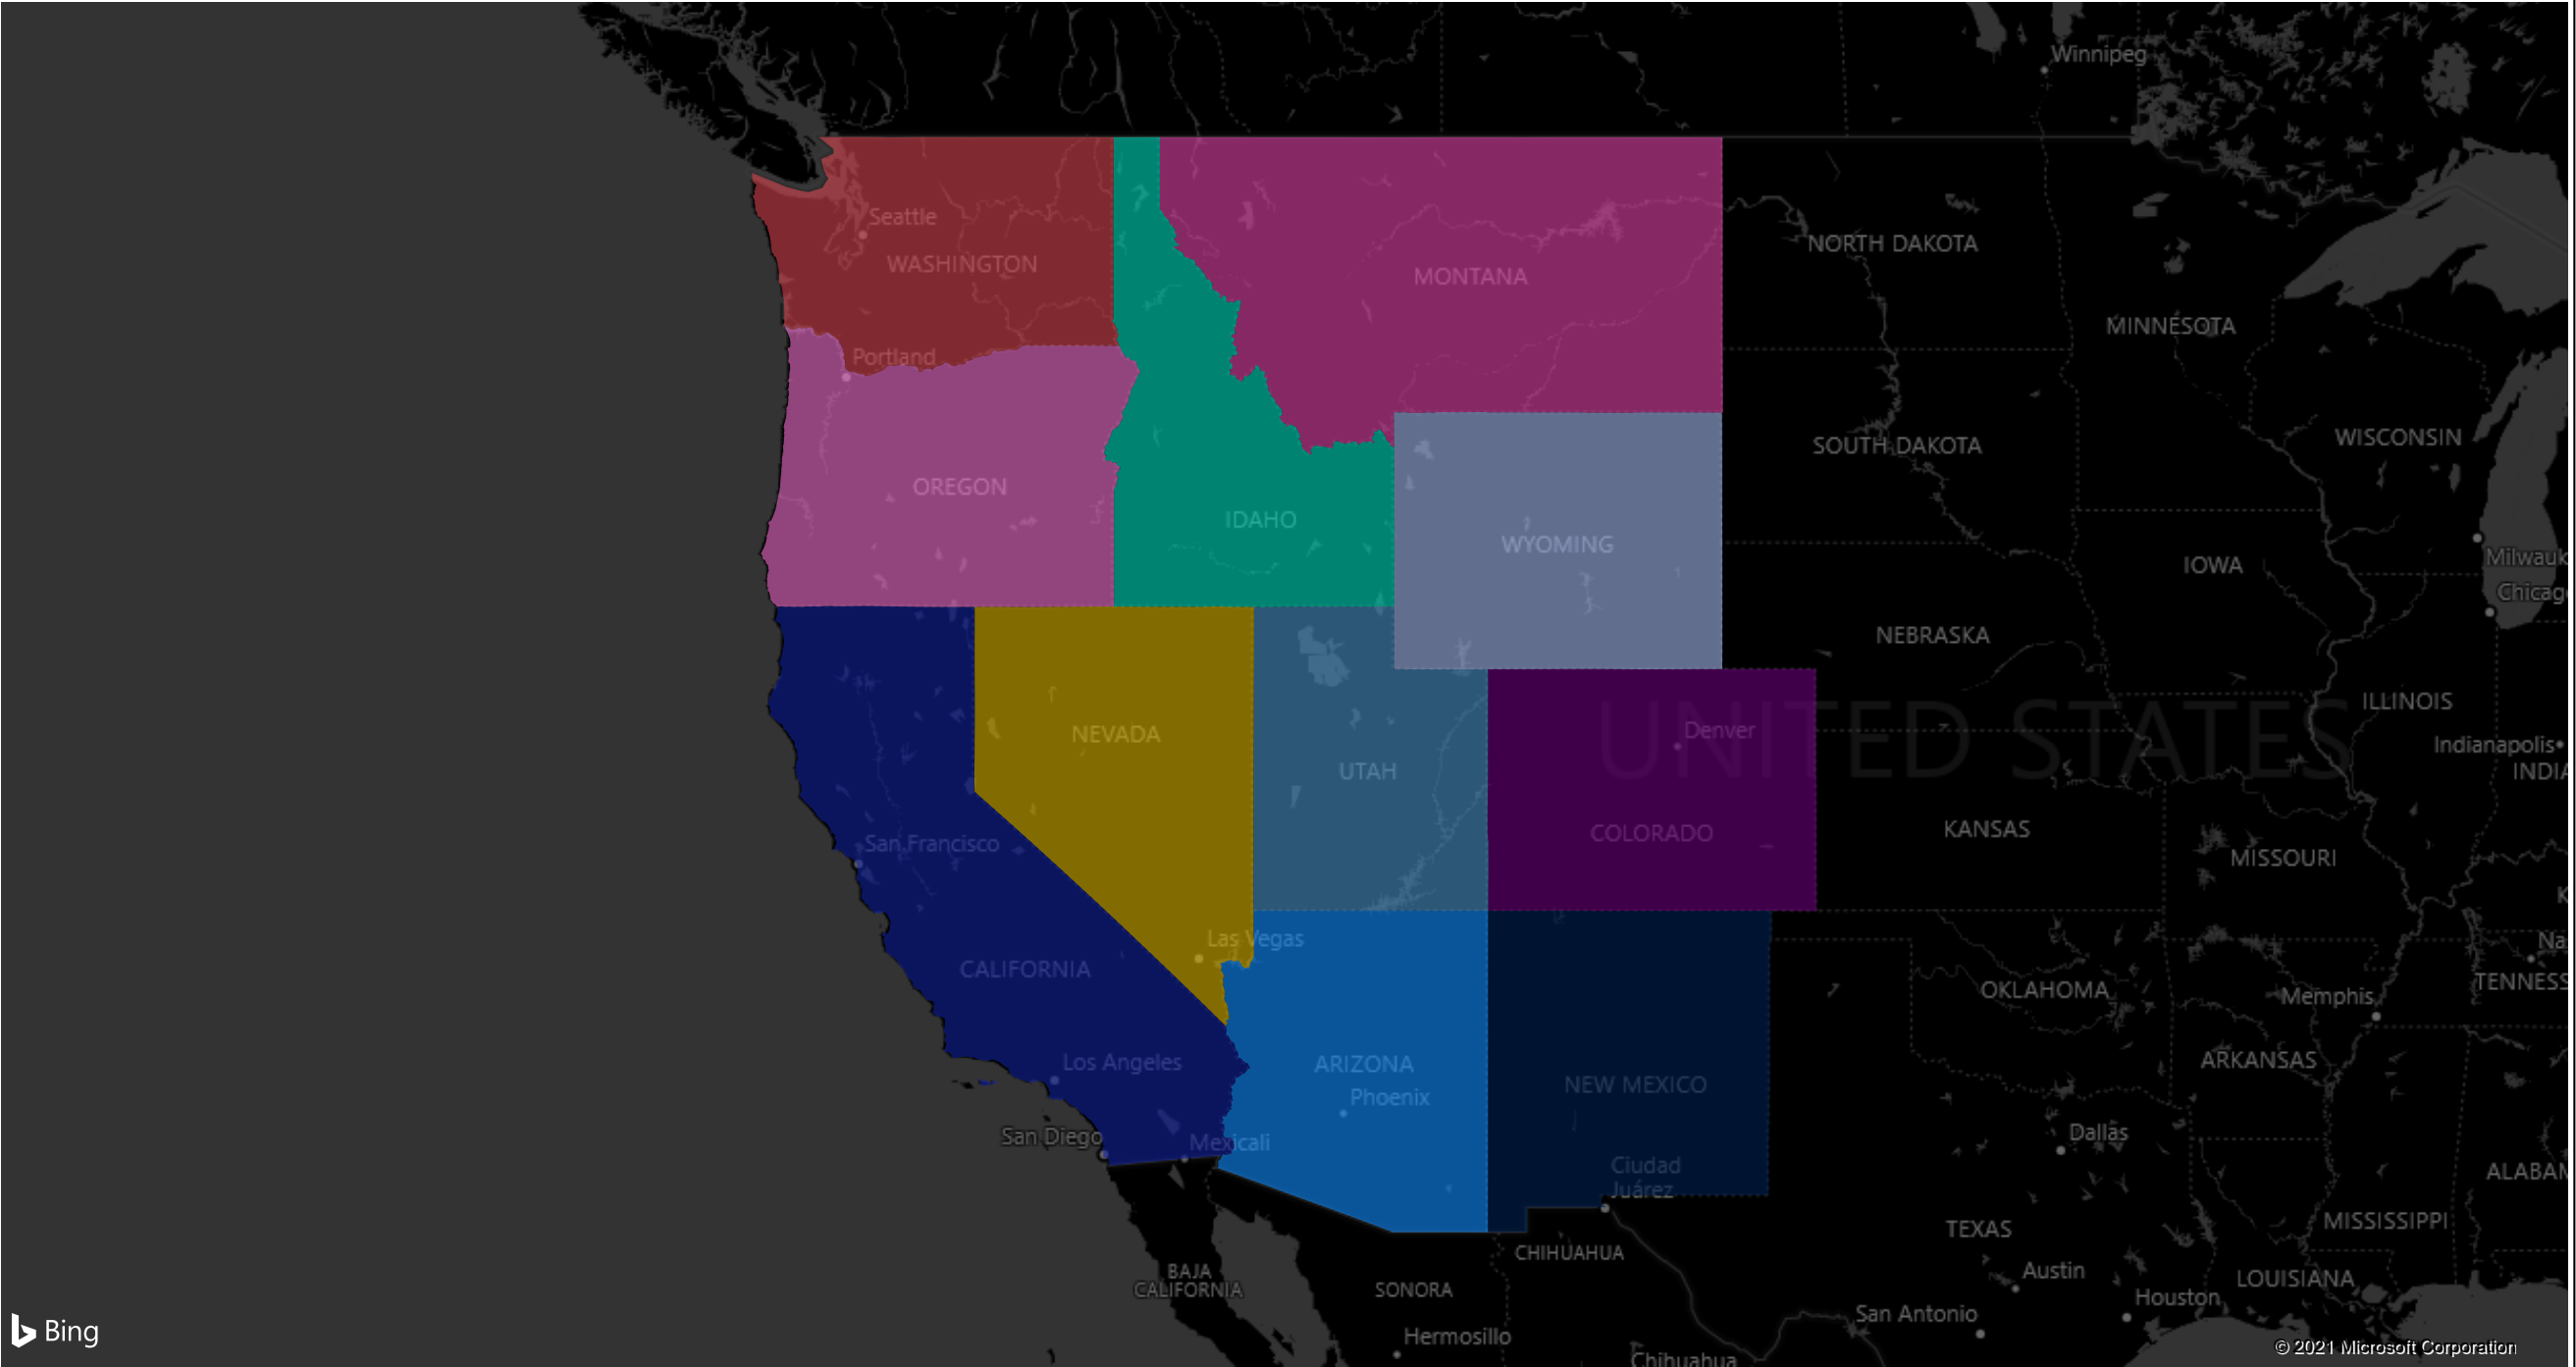 Winnipeg
Seattle
WASHINGTON
MONTANA
NORTH DAKOTA
MINNESOTA
Portland
OREGON
IDAHO
WYOMING
SOUTH DAKOTA
WISCONSIN
IOWA
Milwauk
Chicag
NEBRASKA
NEVADA
UTAH
Denver
COLORADO
UNITED STATES
ILLINOIS
Indianapolis
INDIA
KANSAS
MISSOURI
K
San Francisco
CALIFORNIA
Las Vegas
Los Angeles
San Diego
Mexicali
ARIZONA
Phoenix
NEW MEXICO
Ciudad
Juárez
OKLAHOMA
Memphis
Na
TENNESS
ARKANSAS
Dallas
ALABAM
MISSISSIPPI
TEXAS
CHIHUAHUA
BAJA
CALIFORNIA
SONORA
Austin
LOUISIANA
Houston
San Antonio
Hermosillo
Chihuahua
Bing
© 2021 Microsoft Corporation